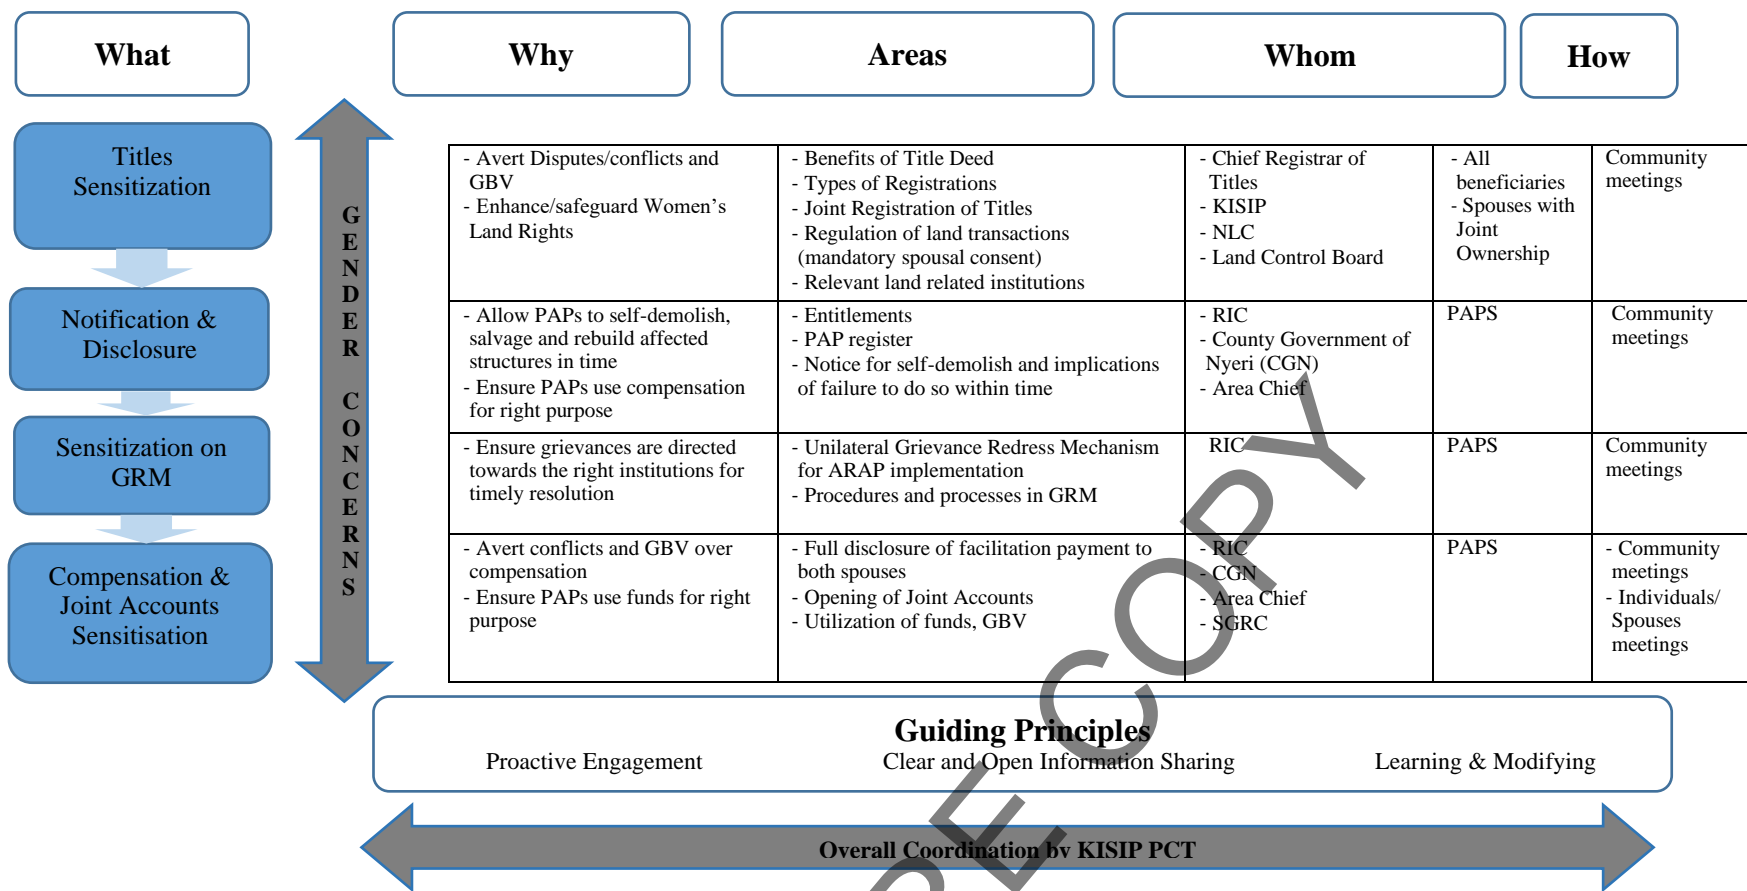 What
Why
Areas
Whom
How
Titles
Sensitization
Notification &
Disclosure
Sensitization on
GRM
Compensation &
Joint Accounts
Sensitisation
GENDER CONCERNS
- Avert Disputes/conflicts and
GBV
- Enhance/safeguard Women's
Land Rights
- Benefits of Title Deed
- Types of Registrations
- Joint Registration of Titles
- Regulation of land transactions
(mandatory spousal consent)
- Relevant land related institutions
- Chief Registrar of
Titles
- KISIP
- NLC
- Land Control Board
- All
beneficiaries
- Spouses with
Joint
Ownership
Community
meetings
- Allow PAPs to self-demolish,
salvage and rebuild affected
structures in time
- Ensure PAPs use compensation
for right purpose
- Entitlements
- PAP register
- Notice for self-demolish and implications
of failure to do so within time
- RIC
- County Government of
Nyeri (CGN)
- Area Chief
PAPS
Community
meetings
- Ensure grievances are directed
towards the right institutions for
timely resolution
- Unilateral Grievance Redress Mechanism
for ARAP implementation
- Procedures and processes in GRM
RIC
PAPS
Community
meetings
- Avert conflicts and GBV over
compensation
- Ensure PAPs use funds for right
purpose
- Full disclosure of facilitation payment to
both spouses
- Opening of Joint Accounts
- Utilization of funds, GBV
- RIC
- CGN
- Area Chief
- SGRC
PAPS
- Community
meetings
- Individuals/
Spouses
meetings
Guiding Principles
Proactive Engagement
Clear and Open Information Sharing
Learning & Modifying
Overall Coordination by KISIP PCT
PE COPY